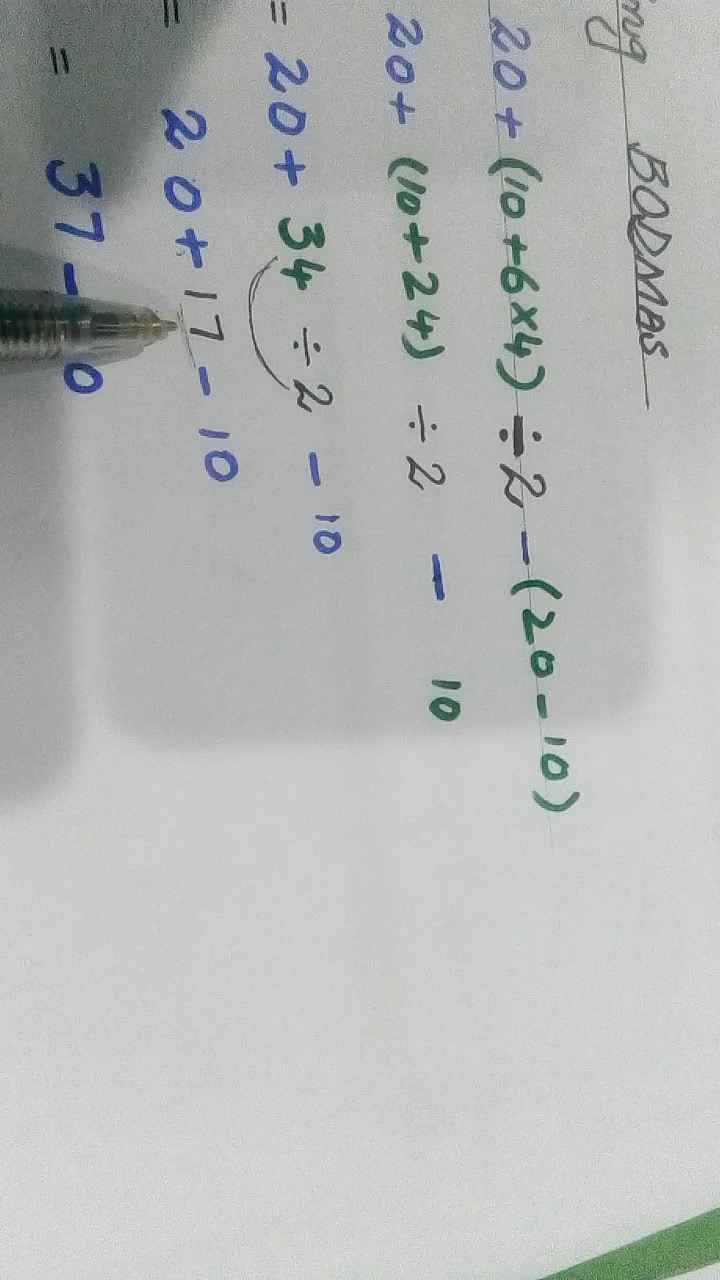 BODMAS
20 + (10 + 6 × 4) ÷ 2 - (20 - 10)
20 + (10 + 24) ÷ 2 - 10
= 20 + 34 ÷ 2 - 10
= 20 + 17 - 10
= 37 - 0